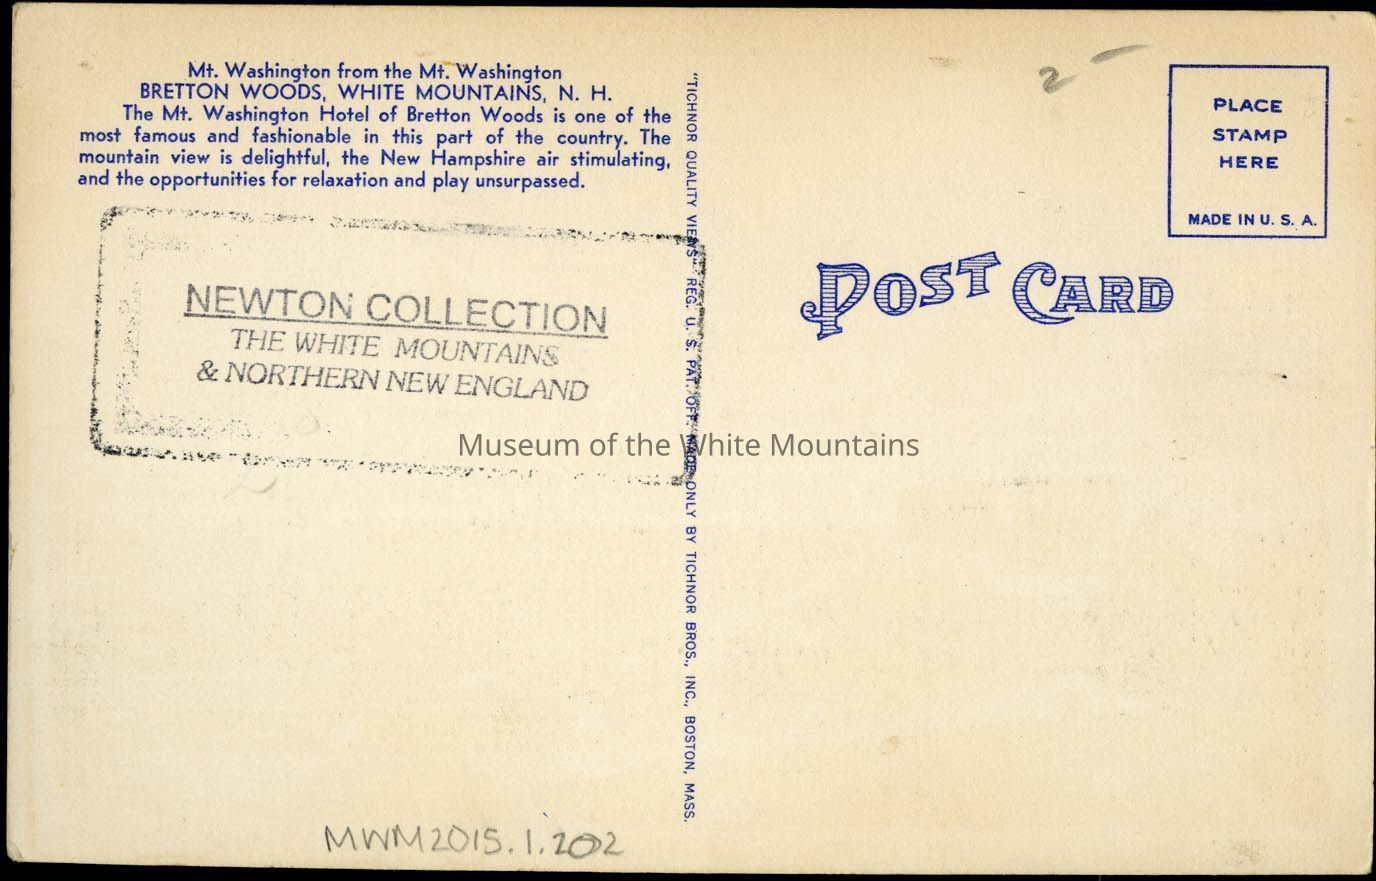 Mt. Washington from the Mt. Washington
BRETTON WOODS, WHITE MOUNTAINS, N. H.
The Mt. Washington Hotel of Bretton Woods is one of the
most famous and fashionable in this part of the country. The
mountain view is delightful, the New Hampshire air stimulating,
and the opportunities for relaxation and play unsurpassed.
NEWTON COLLECTION
THE WHITE MOUNTAINS
& NORTHERN NEW ENGLAND
"TICHNOR QUALITY VIEWS" REG. U. S. PAT. OFF. MADE ONLY BY TICHNOR BROS., INC., BOSTON, MASS.
2 -
PLACE
STAMP
HERE
MADE IN U. S. A.
POST CARD
Museum of the White Mountains
MWM2015.1.202